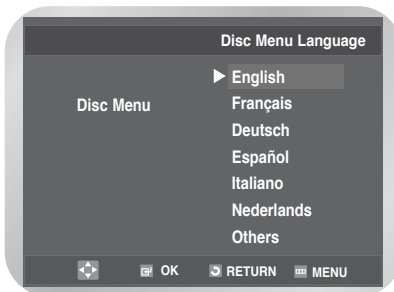 Disc Menu Language
English
Disc Menu
Français
Deutsch
Español
Italiano
Nederlands
Others
OK
RETURN
MENU